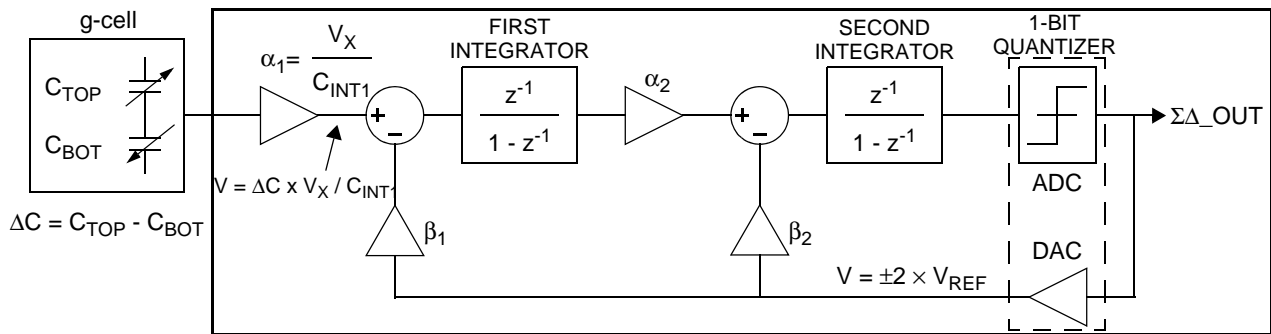 g-cell
C_TOP
C_BOT
ΔC = C_TOP - C_BOT
α₁= V_X / C_INT1
V = ΔC x V_X / C_INT1
+
-
β₁
FIRST
INTEGRATOR
z⁻¹
1 - z⁻¹
α₂
+
-
β₂
SECOND
INTEGRATOR
z⁻¹
1 - z⁻¹
1-BIT
QUANTIZER
ADC
DAC
V = ±2 × V_REF
ΣΔ_OUT